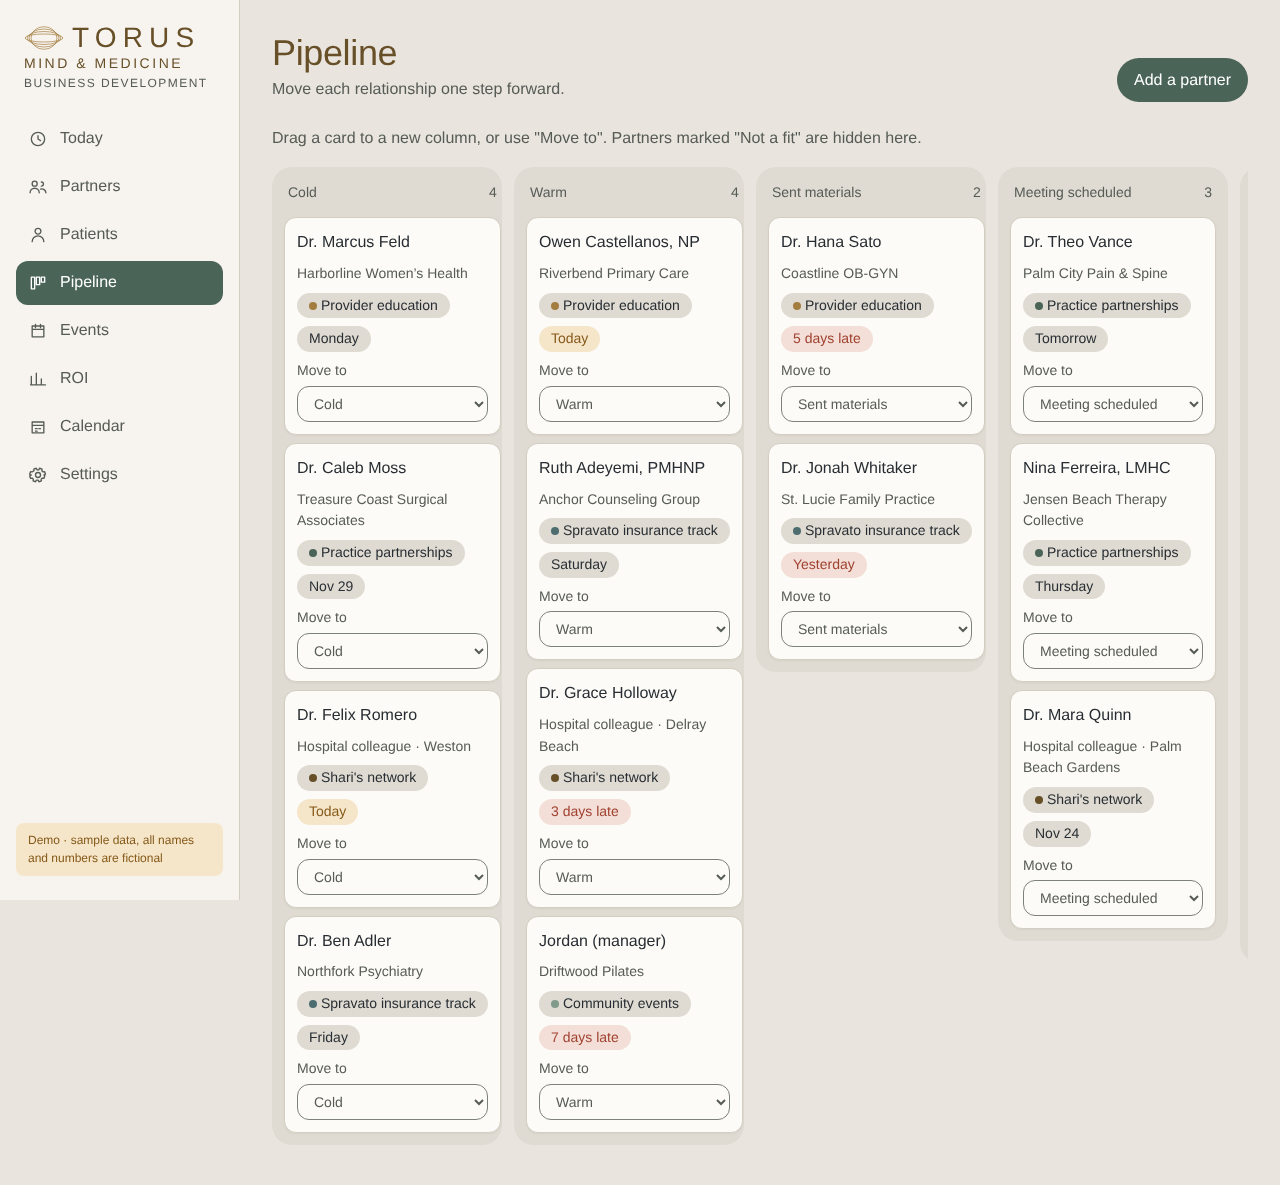 TORUS
MIND & MEDICINE
BUSINESS DEVELOPMENT
Today
Partners
Patients
Pipeline
Events
ROI
Calendar
Settings
Demo · sample data, all names
and numbers are fictional
Pipeline
Move each relationship one step forward.
Add a partner
Drag a card to a new column, or use "Move to". Partners marked "Not a fit" are hidden here.
Cold 4
Dr. Marcus Feld
Harborline Women's Health
Provider education
Monday
Move to
Cold
Dr. Caleb Moss
Treasure Coast Surgical
Associates
Practice partnerships
Nov 29
Move to
Cold
Dr. Felix Romero
Hospital colleague · Weston
Shari's network
Today
Move to
Cold
Dr. Ben Adler
Northfork Psychiatry
Spravato insurance track
Friday
Move to
Cold
Warm 4
Owen Castellanos, NP
Riverbend Primary Care
Provider education
Today
Move to
Warm
Ruth Adeyemi, PMHNP
Anchor Counseling Group
Spravato insurance track
Saturday
Move to
Warm
Dr. Grace Holloway
Hospital colleague · Delray
Beach
Shari's network
3 days late
Move to
Warm
Jordan (manager)
Driftwood Pilates
Community events
7 days late
Move to
Warm
Sent materials 2
Dr. Hana Sato
Coastline OB-GYN
Provider education
5 days late
Move to
Sent materials
Dr. Jonah Whitaker
St. Lucie Family Practice
Spravato insurance track
Yesterday
Move to
Sent materials
Meeting scheduled 3
Dr. Theo Vance
Palm City Pain & Spine
Practice partnerships
Tomorrow
Move to
Meeting scheduled
Nina Ferreira, LMHC
Jensen Beach Therapy
Collective
Practice partnerships
Thursday
Move to
Meeting scheduled
Dr. Mara Quinn
Hospital colleague · Palm
Beach Gardens
Shari's network
Nov 24
Move to
Meeting scheduled